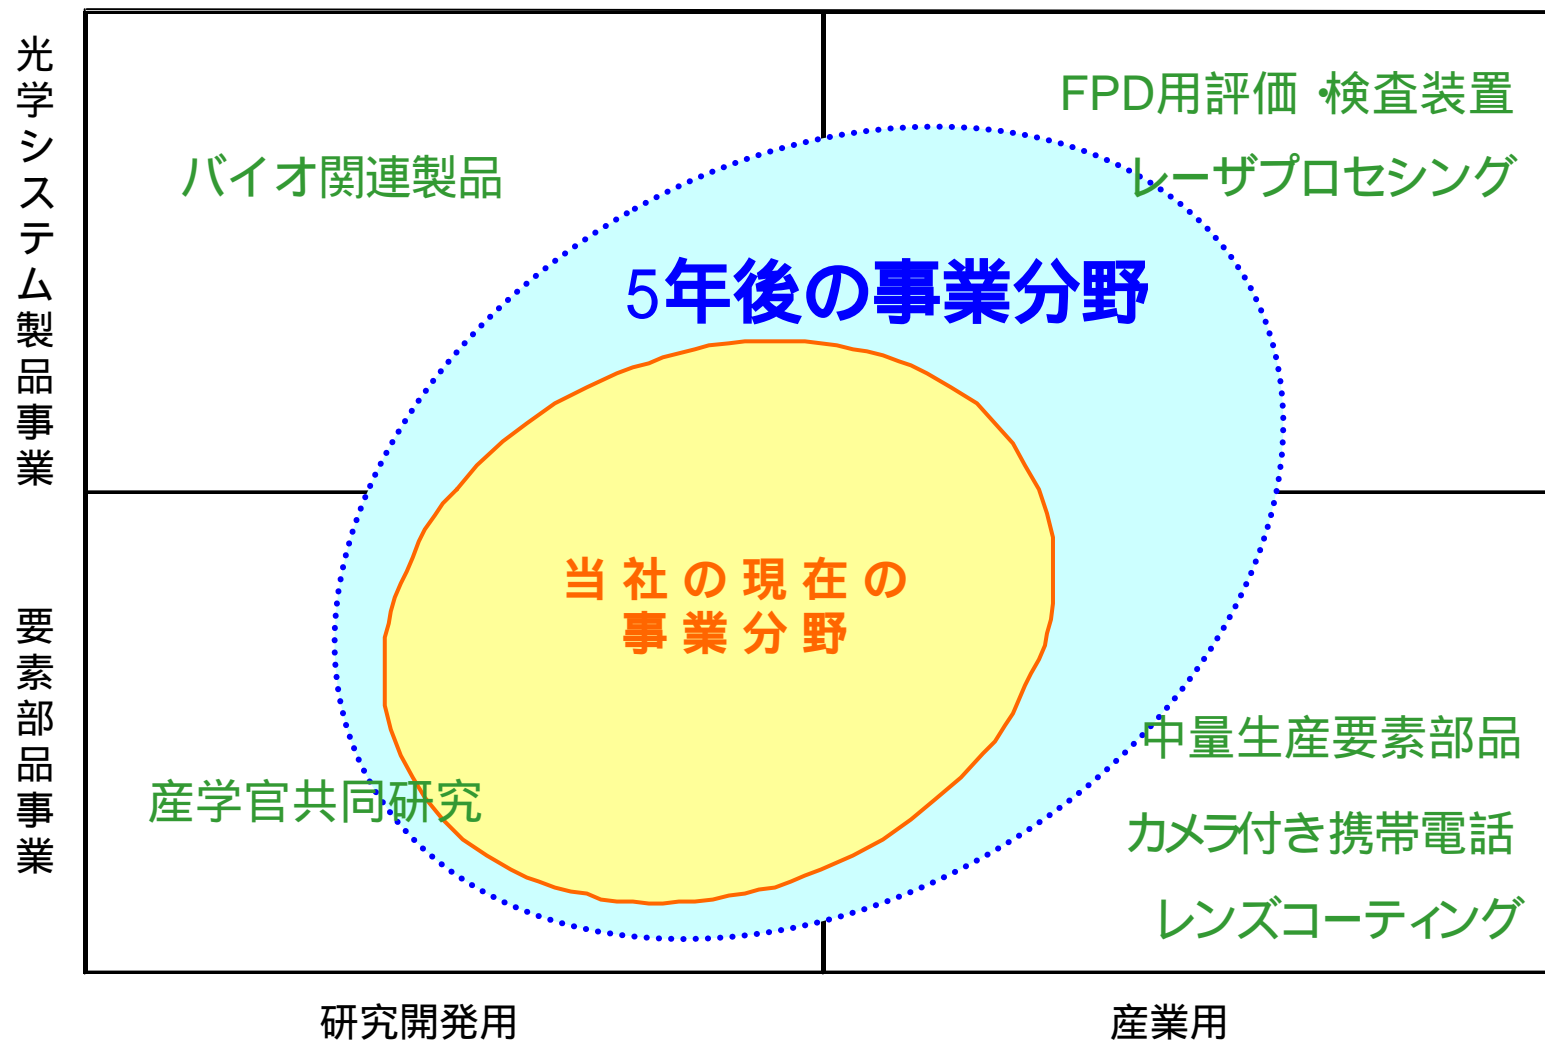 光学システム製品事業
FPD用評価・検査装置
バイオ関連製品
レーザプロセシング
5年後の事業分野
当社の現在の
事業分野
要素部品事業
中量生産要素部品
産学官共同研究
カメラ付き携帯電話
レンズコーティング
研究開発用
産業用